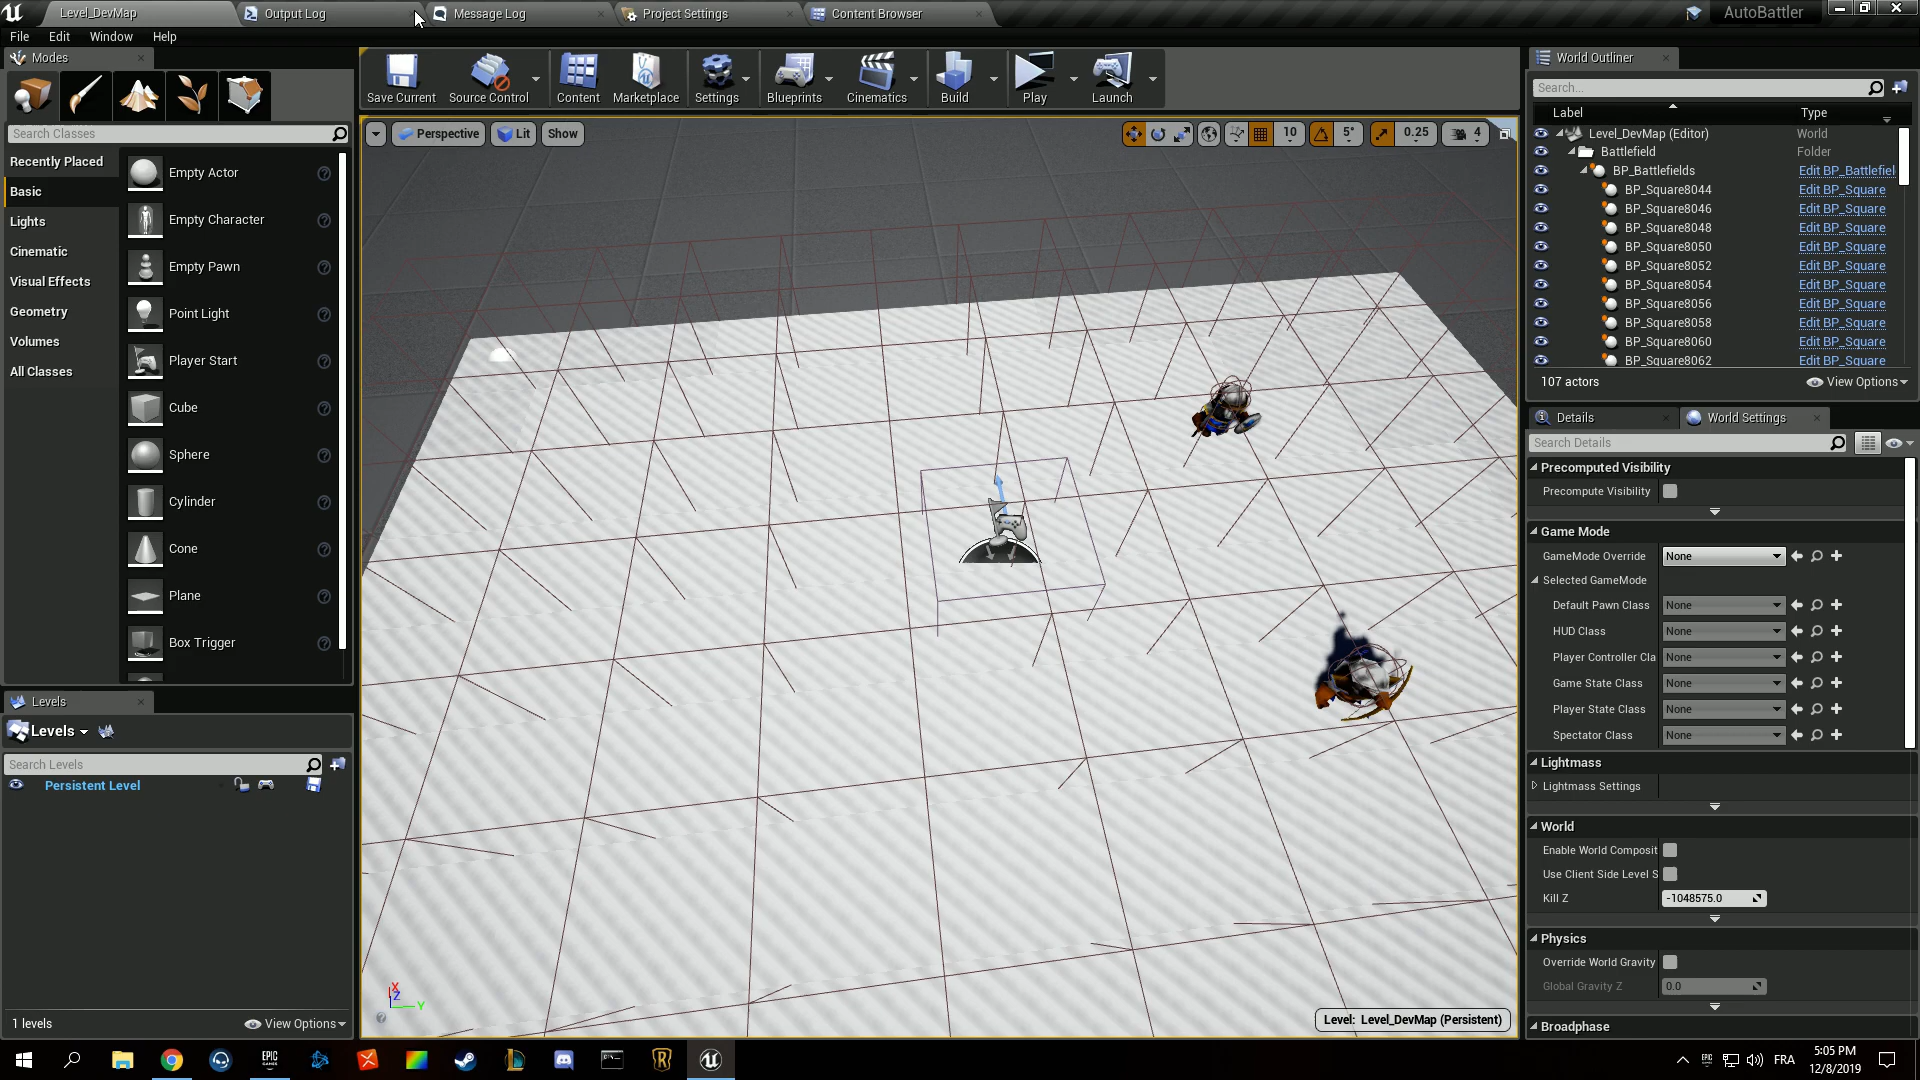 Level_DevMap
Output Log
Message Log
Project Settings
Content Browser
AutoBattler
File
Edit
Window
Help
Modes
Search Classes
Recently Placed
Basic
Lights
Cinematic
Visual Effects
Geometry
Volumes
All Classes
Empty Actor
Empty Character
Empty Pawn
Point Light
Player Start
Cube
Sphere
Cylinder
Cone
Plane
Box Trigger
Levels
Levels
Search Levels
Persistent Level
1 levels
View Options
Save Current
Source Control
Content
Marketplace
Settings
Blueprints
Cinematics
Build
Play
Launch
Perspective
Lit
Show
10
5°
0.25
4
X
Z
Y
Level: Level_DevMap (Persistent)
World Outliner
Search...
Label
Type
Level_DevMap (Editor)
World
Battlefield
Folder
BP_Battlefields
Edit BP_Battlefiel
BP_Square8044
Edit BP_Square
BP_Square8046
Edit BP_Square
BP_Square8048
Edit BP_Square
BP_Square8050
Edit BP_Square
BP_Square8052
Edit BP_Square
BP_Square8054
Edit BP_Square
BP_Square8056
Edit BP_Square
BP_Square8058
Edit BP_Square
BP_Square8060
Edit BP_Square
BP_Square8062
Edit BP_Square
107 actors
View Options
Details
World Settings
Search Details
Precomputed Visibility
Precompute Visibility
Game Mode
GameMode Override
None
Selected GameMode
Default Pawn Class
None
HUD Class
None
Player Controller Cla
None
Game State Class
None
Player State Class
None
Spectator Class
None
Lightmass
Lightmass Settings
World
Enable World Composit
Use Client Side Level S
Kill Z
-1048575.0
Physics
Override World Gravity
Global Gravity Z
0.0
Broadphase
EPIC
GAMES
FRA
5:05 PM
12/8/2019